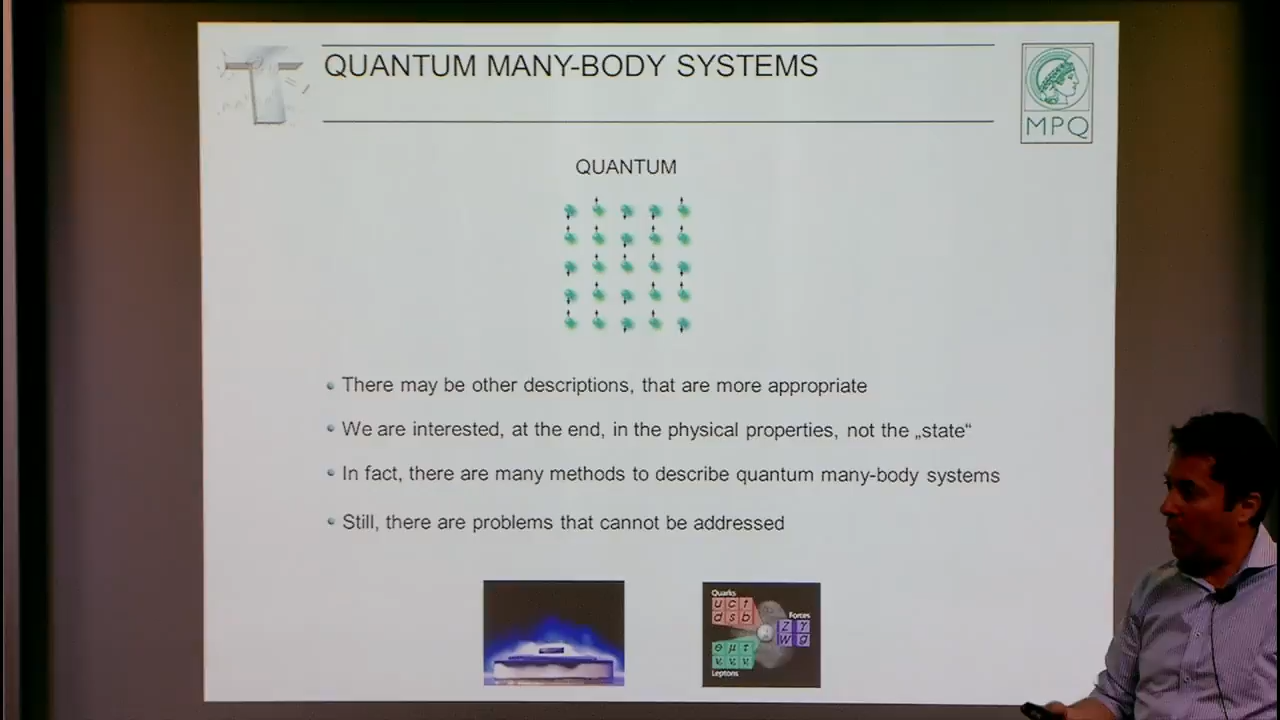 QUANTUM MANY-BODY SYSTEMS
MPQ
QUANTUM
• There may be other descriptions, that are more appropriate
• We are interested, at the end, in the physical properties, not the „state“
• In fact, there are many methods to describe quantum many-body systems
• Still, there are problems that cannot be addressed
Quarks
u c t
d s b
Forces
Z γ
W g
e μ τ
Leptons